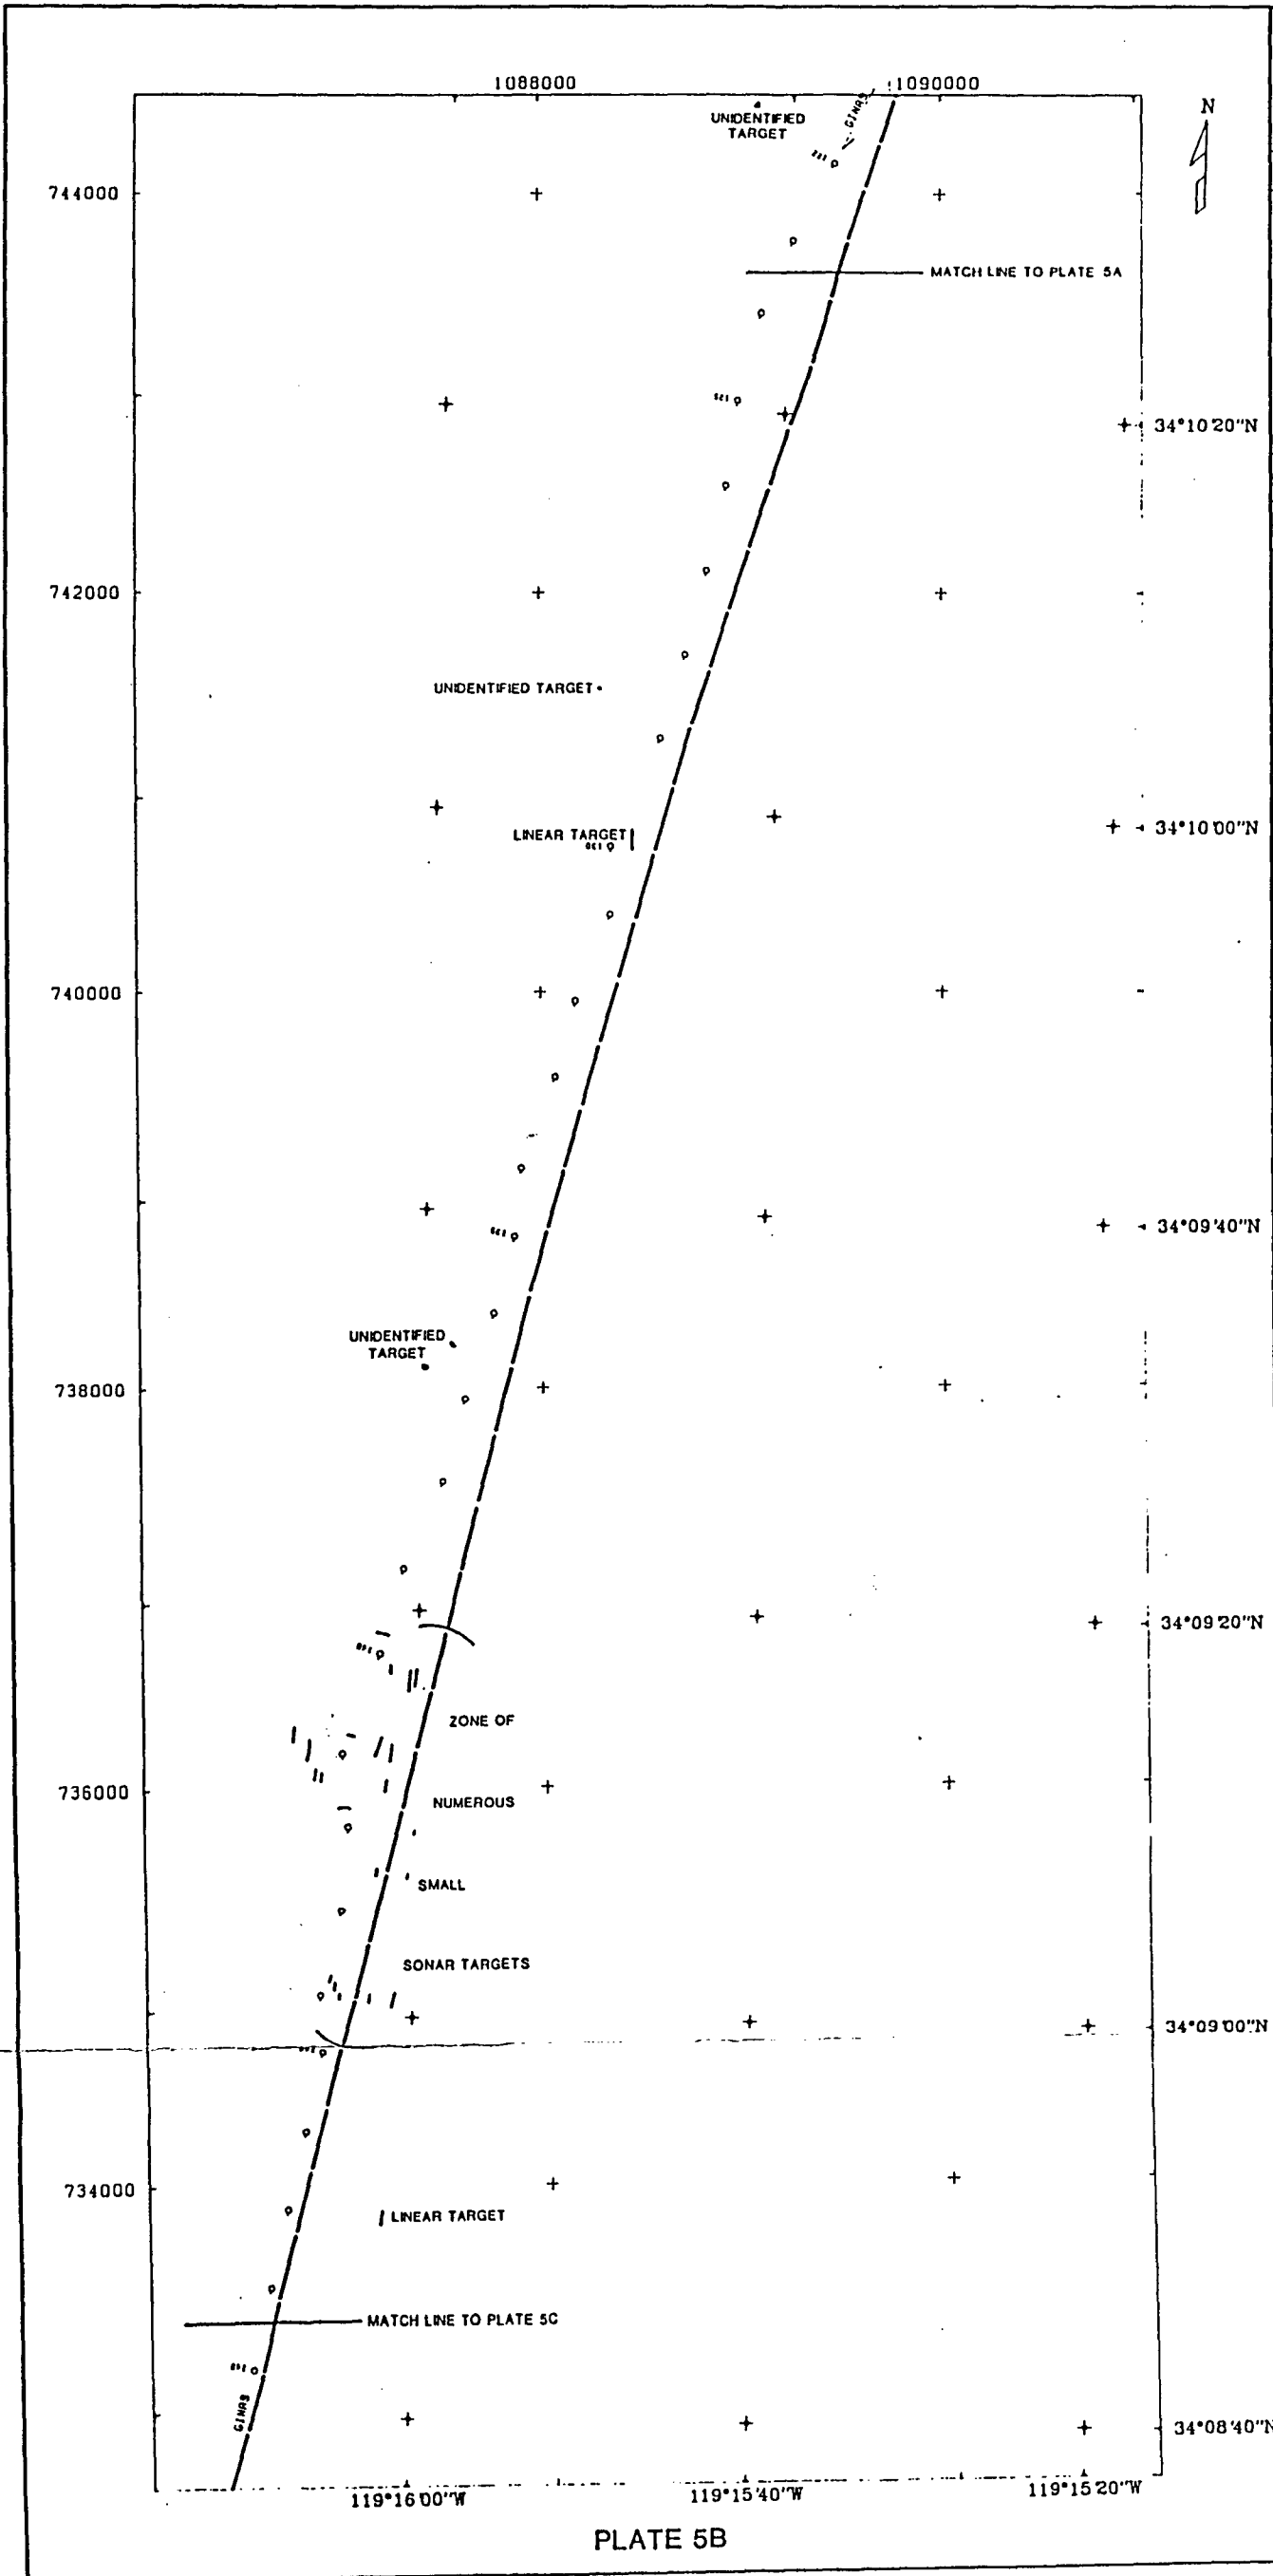 1088000
1090000
N
UNIDENTIFIED
TARGET
GINAS
744000
MATCH LINE TO PLATE 5A
34°10'20"N
742000
UNIDENTIFIED TARGET
LINEAR TARGET
34°10'00"N
740000
34°09'40"N
UNIDENTIFIED
TARGET
738000
34°09'20"N
ZONE OF
736000
NUMEROUS
SMALL
SONAR TARGETS
34°09'00"N
734000
LINEAR TARGET
MATCH LINE TO PLATE 5C
GINAS
34°08'40"N
119°16'00"W
119°15'40"W
119°15'20"W
PLATE 5B